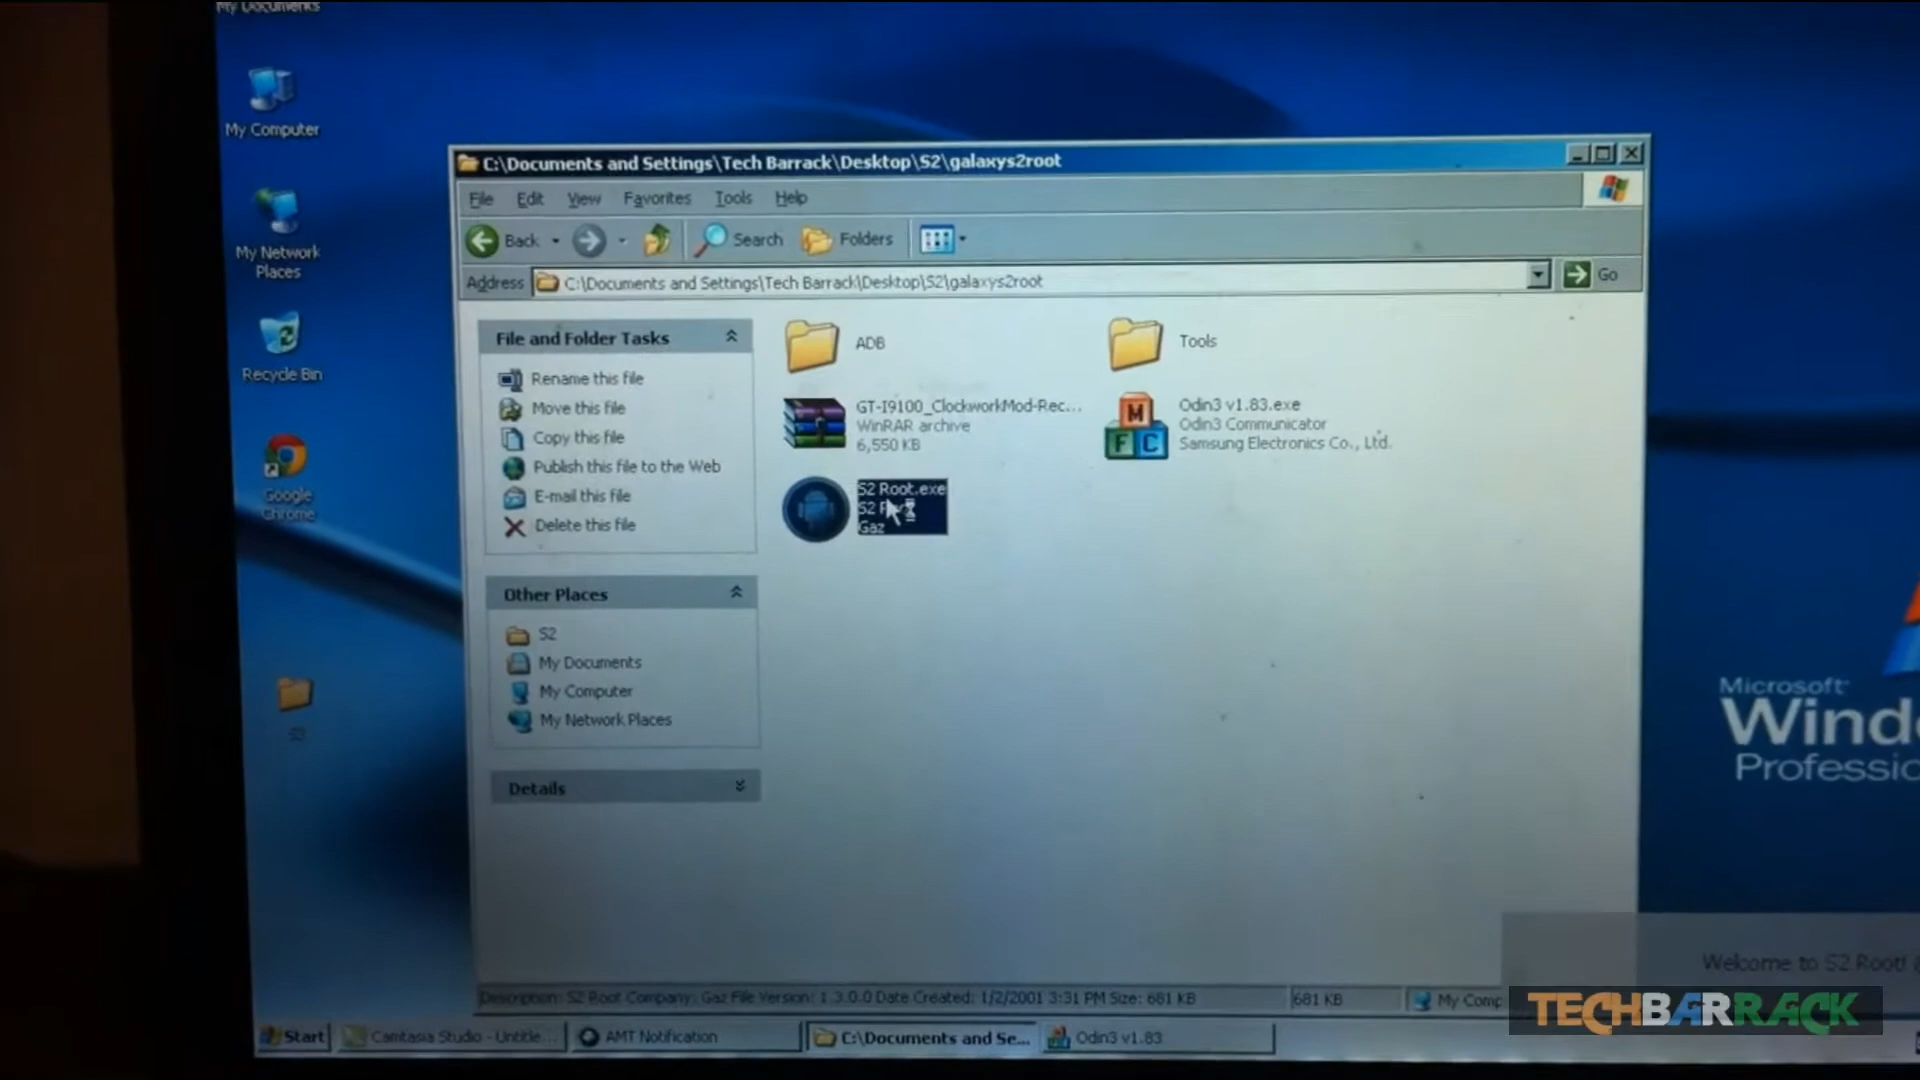 My Documents
My Computer
My Network
Places
Recycle Bin
Google
Chrome
C:\Documents and Settings\Tech Barrack\Desktop\S2\galaxys2root
File Edit View Favorites Tools Help
Back Search Folders
Address C:\Documents and Settings\Tech Barrack\Desktop\S2\galaxys2root Go
File and Folder Tasks
Rename this file
Move this file
Copy this file
Publish this file to the Web
E-mail this file
Delete this file
Other Places
S2
My Documents
My Computer
My Network Places
Details
ADB
Tools
GT-I9100_ClockworkMod-Rec...
WinRAR archive
6,550 KB
Odin3 v1.83.exe
Odin3 Communicator
Samsung Electronics Co., Ltd.
S2 Root.exe
S2
Gaz
Microsoft
Windo
Professio
Welcome to S2 Root!
Description: S2 Root Company: Gaz File Version: 1.3.0.0 Date Created: 1/2/2001 3:31 PM Size: 681 KB 681 KB My Comp
TECHBARRACK
Start Camtasia Studio - Untitle... AMT Notification C:\Documents and Se... Odin3 v1.83